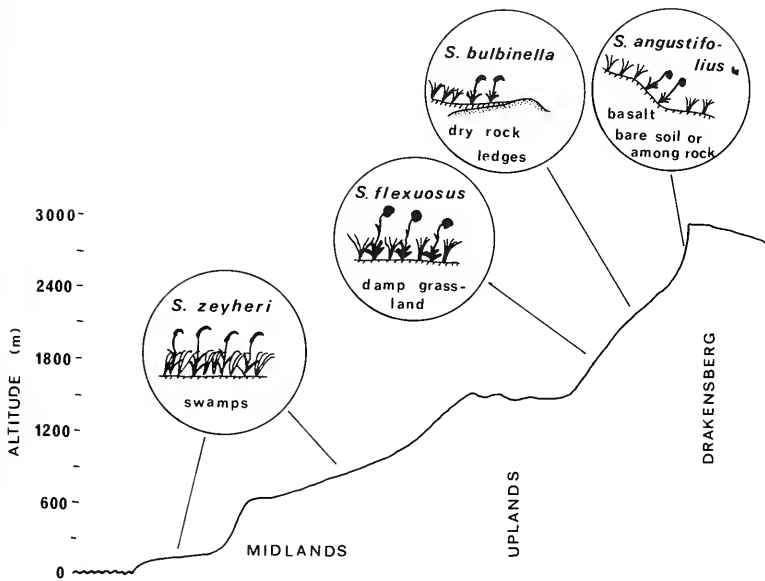 S. bulbinella
dry rock
ledges
S. angustifo-
lius
basalt
bare soil or
among rock
S. flexuosus
damp grass-
land
S. zeyheri
swamps
ALTITUDE (m)
3000
2400
1800
1200
600
0
MIDLANDS
UPLANDS
DRAKENSBERG